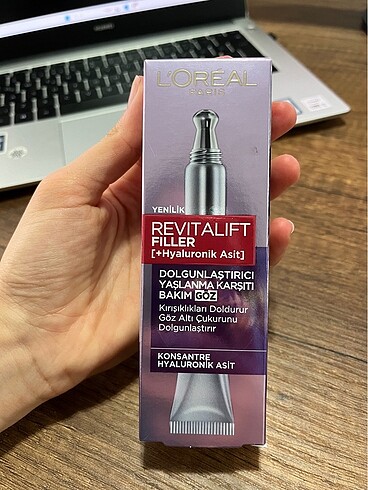 L'ORÉAL
PARIS
YENİLİK
REVITALIFT
FILLER
[+Hyaluronik Asit]
DOLGUNLAŞTIRICI
YAŞLANMA KARŞITI
BAKIM GÖZ
Kırışıklıkları Doldurur
Göz Altı Çukurunu
Dolgunlaştırır
KONSANTRE
HYALURONİK ASİT